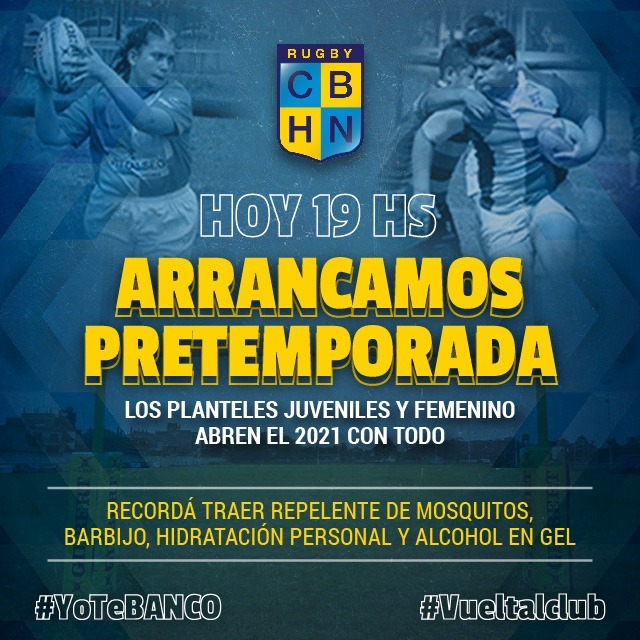 RUGBY
CB
HN
HOY 19 HS
ARRANCAMOS
PRETEMPORADA
LOS PLANTELES JUVENILES Y FEMENINO
ABREN EL 2021 CON TODO
RECORDÁ TRAER REPELENTE DE MOSQUITOS,
BARBIJO, HIDRATACIÓN PERSONAL Y ALCOHOL EN GEL
#YoTeBANCO
#Vueltalclub